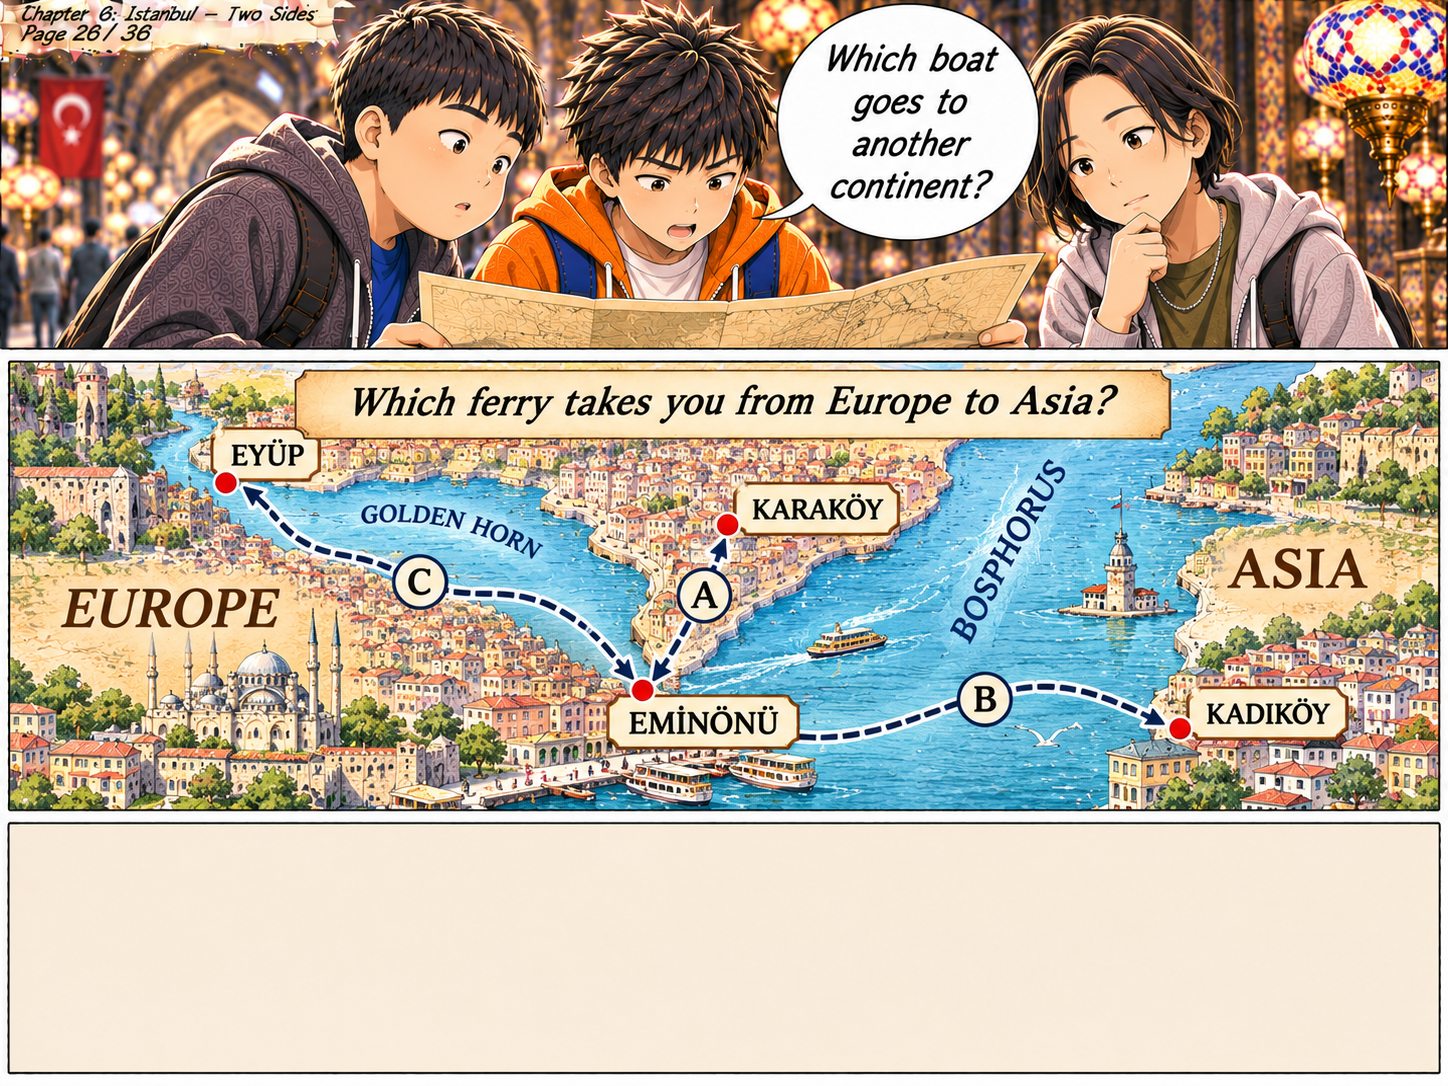 Chapter 6: Istanbul – Two Sides
Page 26 / 36
Which boat
goes to
another
continent?
Which ferry takes you from Europe to Asia?
EYÜP
GOLDEN HORN
KARAKÖY
BOSPHORUS
ASIA
EUROPE
C
A
B
EMİNÖNÜ
KADIKÖY